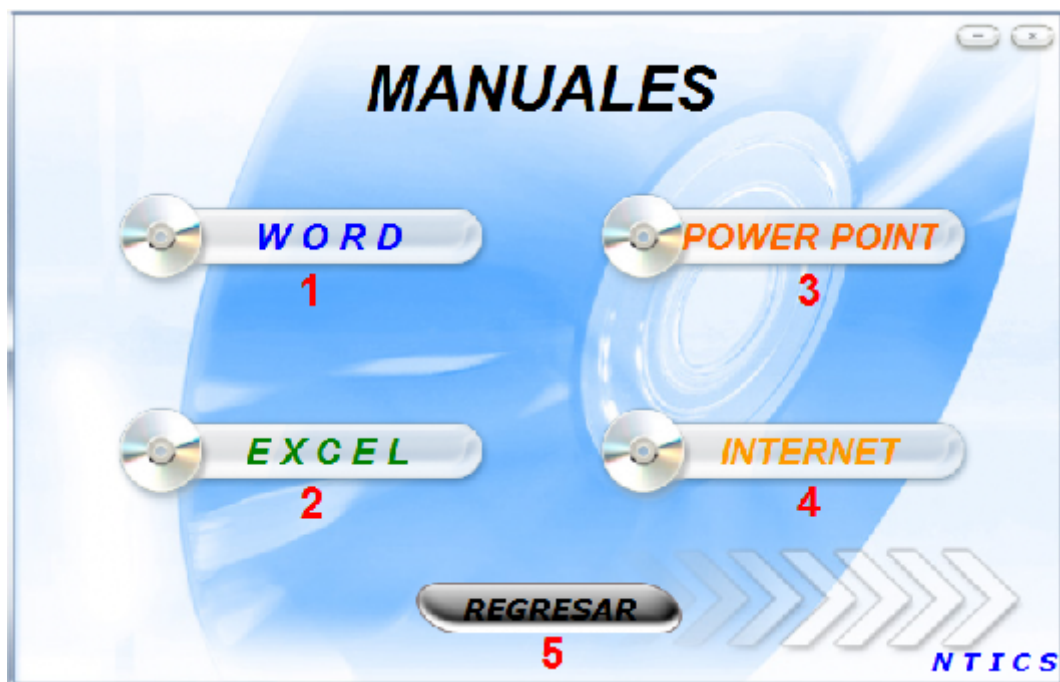 MANUALES
W O R D
1
POWER POINT
3
E X C E L
2
INTERNET
4
REGRESAR
5
N T I C S